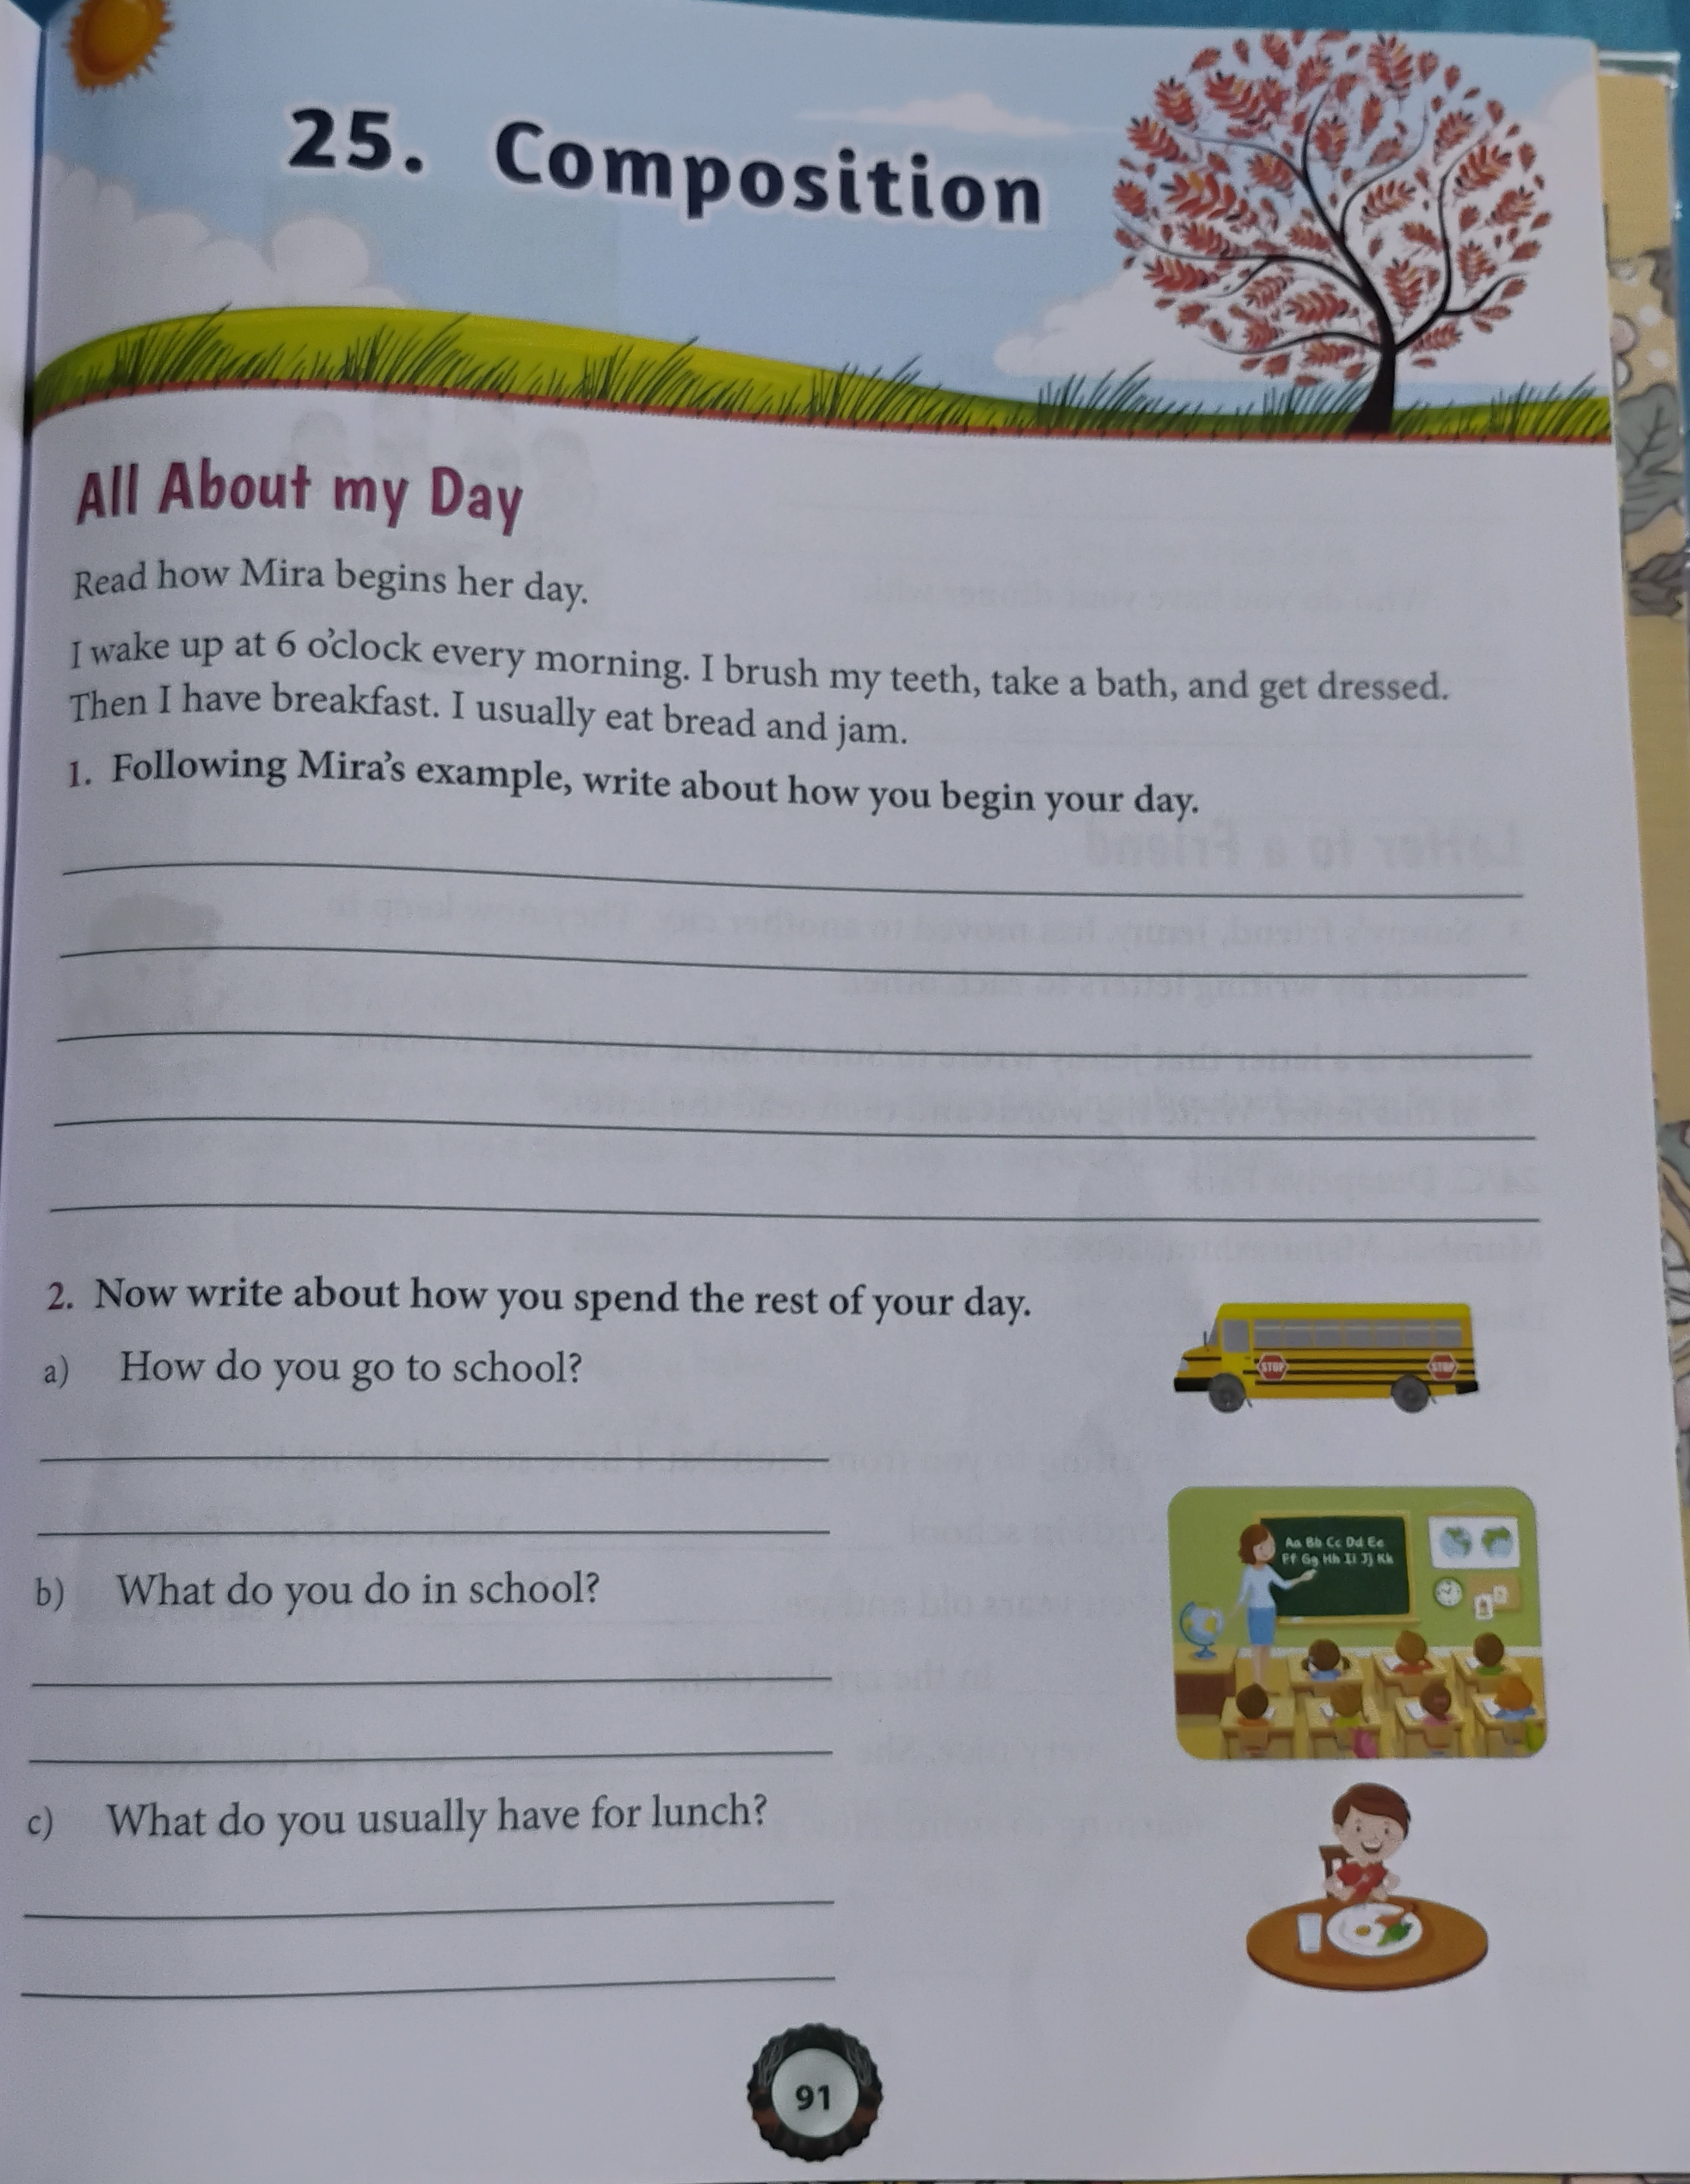 25. Composition
All About my Day
Read how Mira begins her day.
I wake up at 6 o'clock every morning. I brush my teeth, take a bath, and get dressed.
Then I have breakfast. I usually eat bread and jam.
1. Following Mira's example, write about how you begin your day.
2. Now write about how you spend the rest of your day.
a) How do you go to school?
STOP STOP
Aa Bb Cc Dd Ee
Ff Gg Hh Ii Jj Kk
b) What do you do in school?
c) What do you usually have for lunch?
91